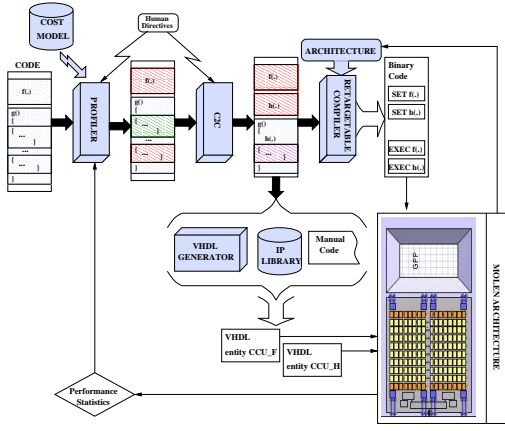 COST
MODEL
Human
Directives
ARCHITECTURE
Binary
Code
CODE
f(.)
g()
{
{
...
}
...
{ ...
}
}
PROFILER
f(.)
g()
{
{
...
}
...
{ ...
}
}
C2C
f(.)
h(.)
g()
{
h(.)
{ ...
}
}
RETARGETABLE
COMPILER
SET f(.)
SET h(.)
EXEC f(.)
EXEC h(.)
VHDL
GENERATOR
IP
LIBRARY
Manual
Code
GPP
MOLEN ARCHITECTURE
VHDL
entity CCU_F
VHDL
entity CCU_H
Performance
Statistics